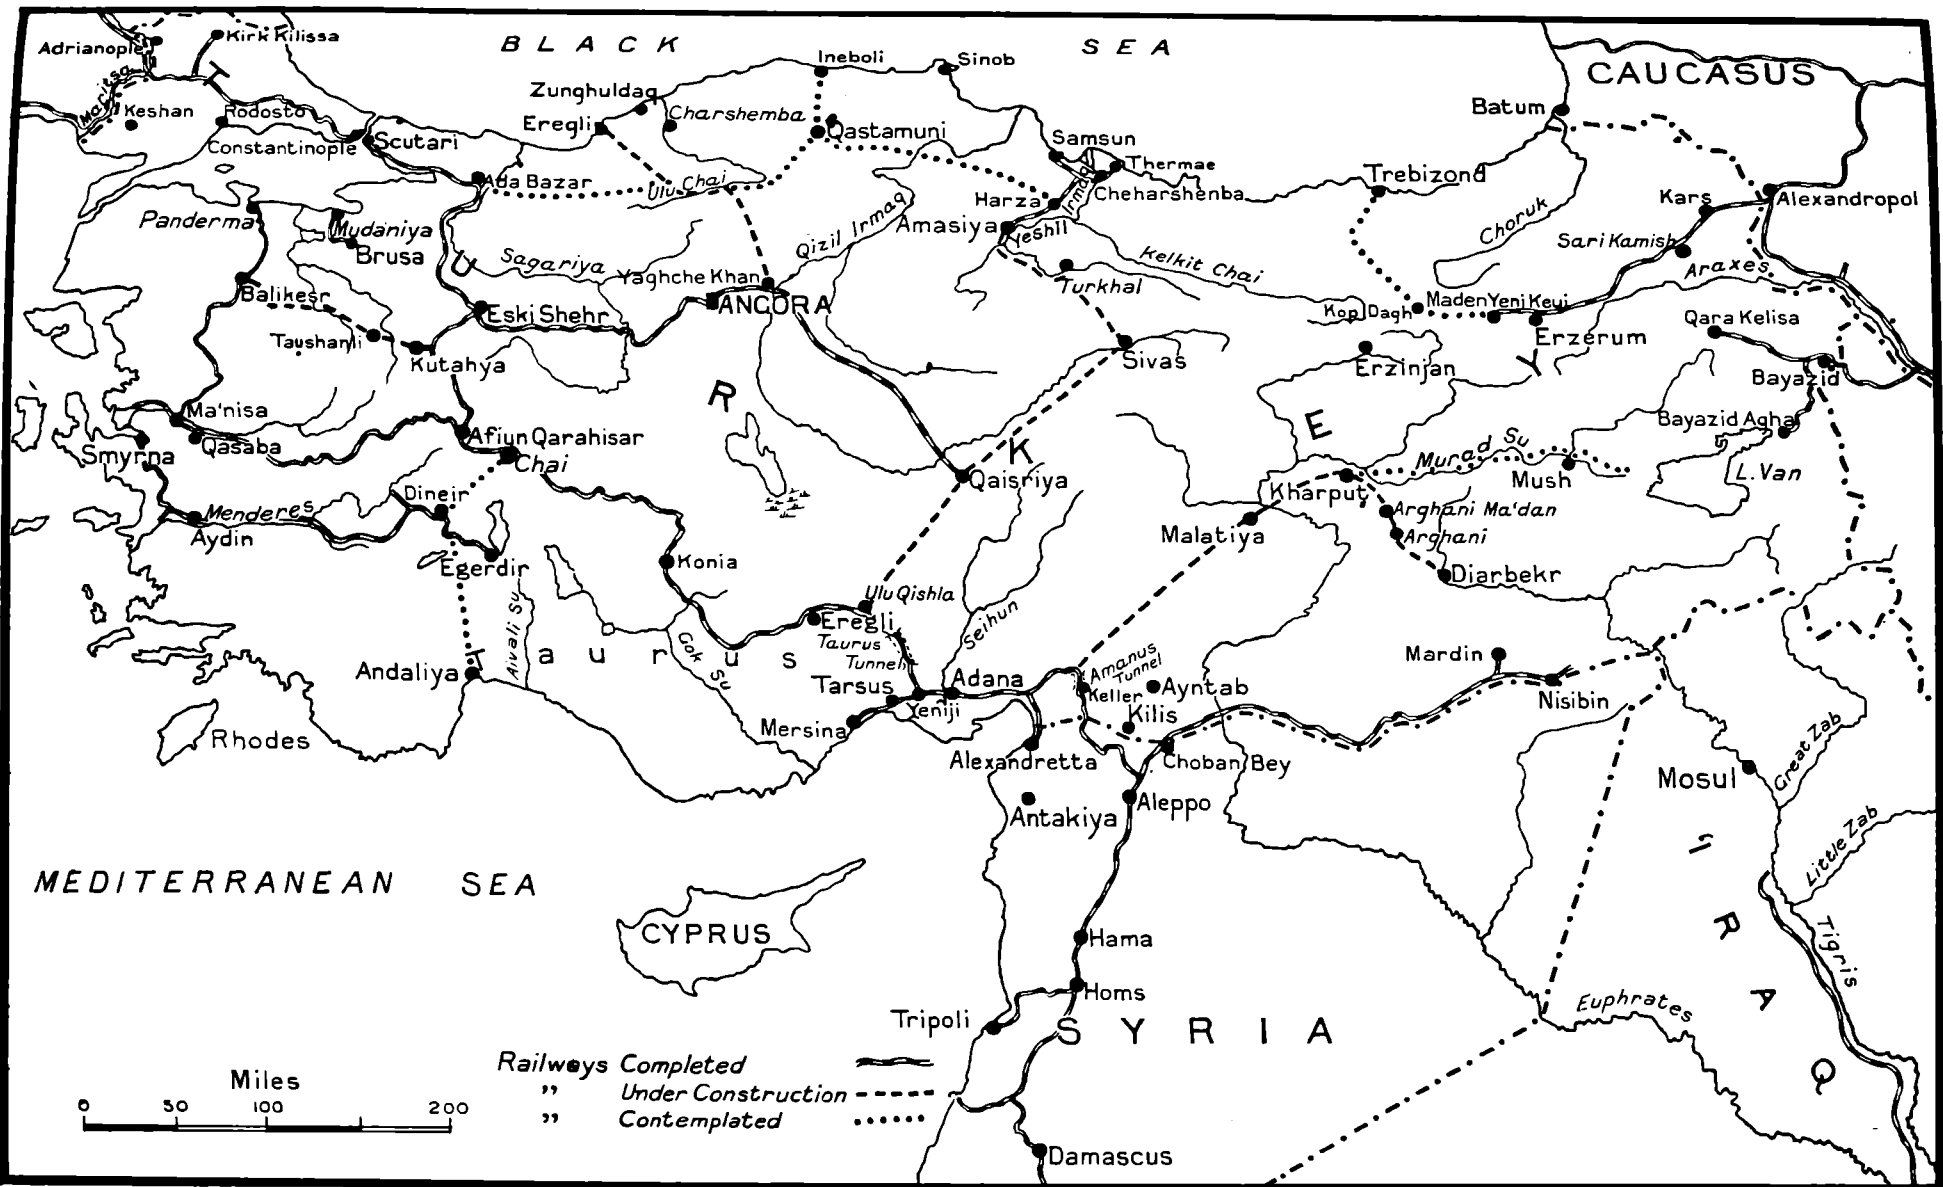 BLACK SEA
CAUCASUS
Adrianople
Kirk Kilissa
Maritsa
Keshan
Rodosto
Constantinople
Scutari
Zunghuldaq
Eregli
Charshemba
Ineboli
Sinob
Qastamuni
Samsun
Thermae
Cheharshenba
Batum
Trebizond
Ada Bazar
Ulu Chai
Harza
Yeshil Irmaq
Amasiya
Kars
Alexandropol
Choruk
Sari Kamish
Araxes
Panderma
Mudaniya
Brusa
Sagariya
Qizil Irmaq
Yaghche Khan
ANGORA
Kelkit Chai
Turkhal
Kop Dagh
Maden
Yeni Keui
Erzerum
Qara Kelisa
Balikesr
Taushanli
Kutahya
Eski Shehr
Sivas
Erzinjan
Bayazid
Bayazid Agha
TURKEY
Ma'nisa
Qasaba
Smyrna
Afiun Qarahisar
Chai
Qaisriya
Murad Su
Mush
L. Van
Kharput
Malatiya
Arghani Ma'dan
Arghani
Diarbekr
Dineir
Menderes
Aydin
Egerdir
Konia
Ulu Qishla
Eregli
Seihun
Taurus
Taurus
Tunnel
Aivali Su
Gok Su
Andaliya
Rhodes
Tarsus
Yeniji
Adana
Mersina
Amanus
Tunnel
Keller
Ayntab
Kilis
Alexandretta
Choban Bey
Mardin
Nisibin
Antakiya
Aleppo
Mosul
Great Zab
Little Zab
MEDITERRANEAN SEA
CYPRUS
Hama
Homs
Tripoli
SYRIA
Euphrates
Tigris
'IRAQ
Damascus
Miles
0 50 100 200
Railways Completed
" Under Construction
" Contemplated